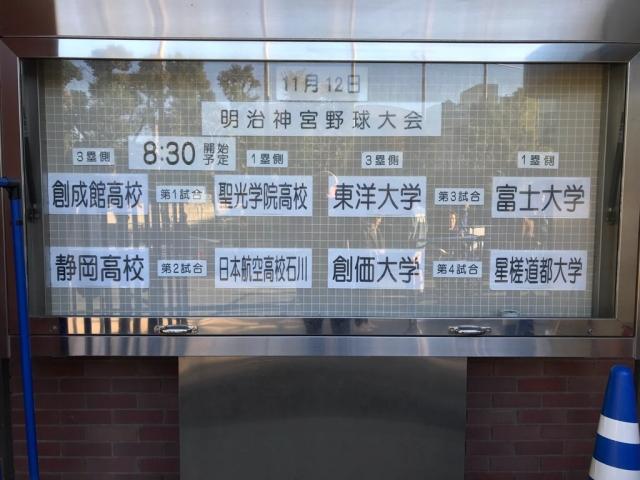 11月12日
明治神宮野球大会
8:30 開始予定
3塁側 1塁側 3塁側 1塁側
創成館高校 第1試合 聖光学院高校 東洋大学 第3試合 富士大学
静岡高校 第2試合 日本航空高校石川 創価大学 第4試合 星槎道都大学